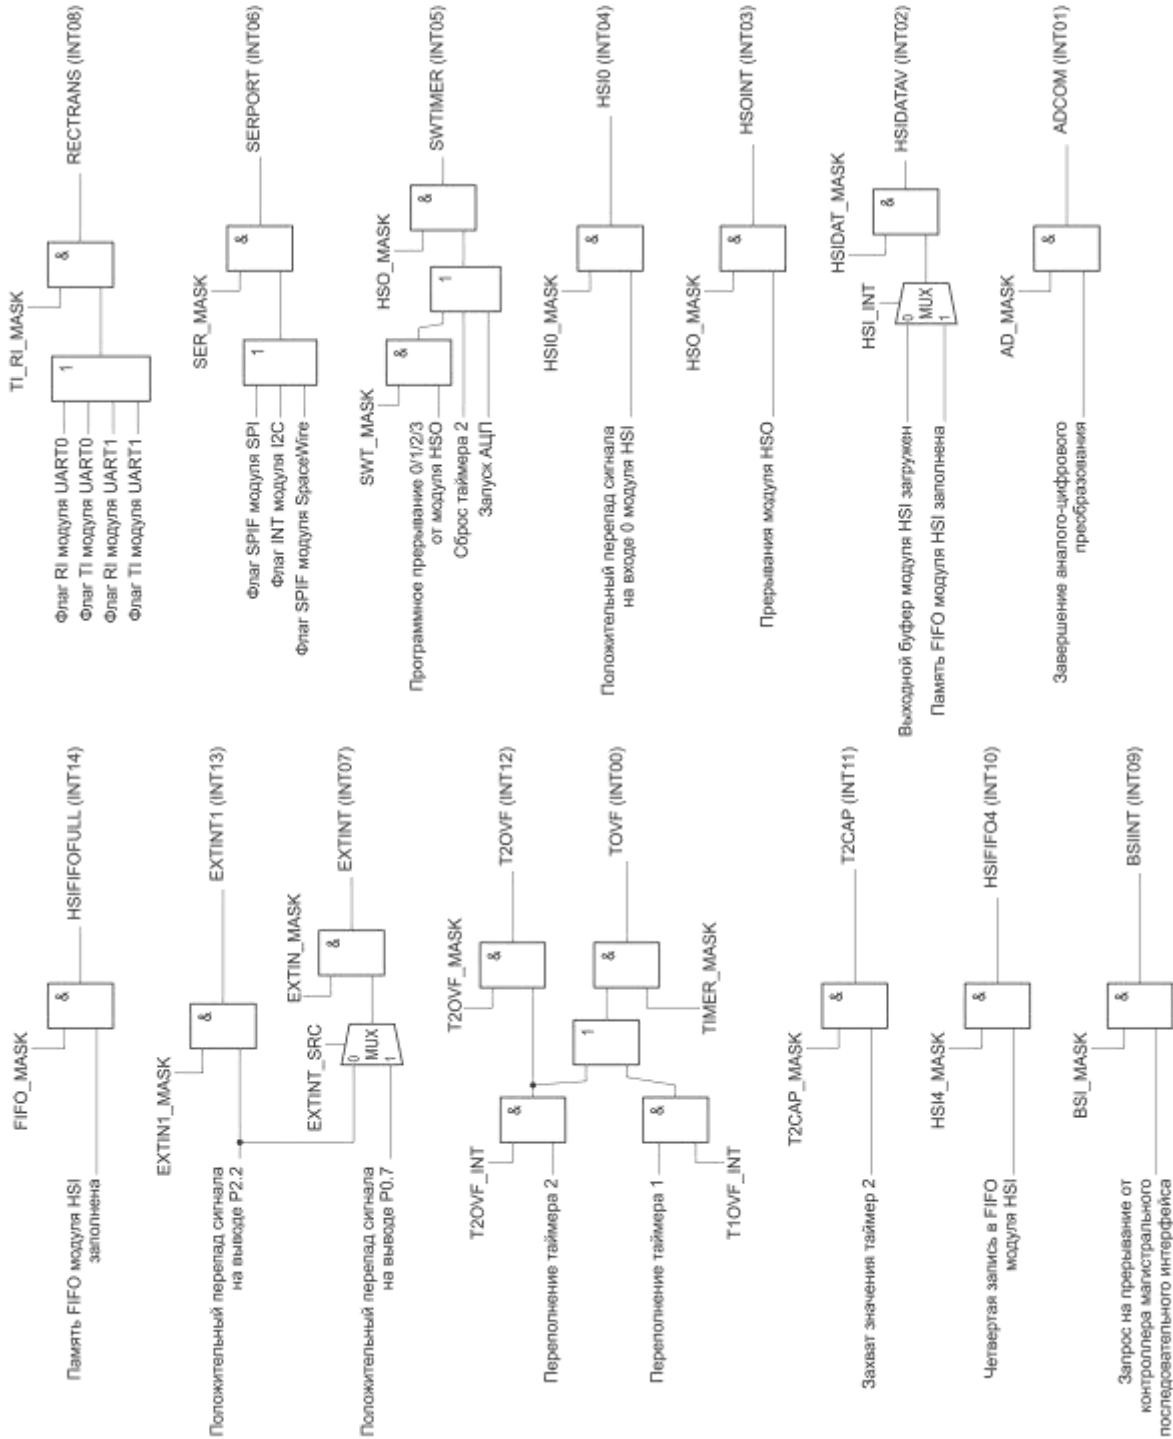 FIFO_MASK
Память FIFO модуля HSI
заполнена
&
HSIFIFOFULL (INT14)
EXTIN1_MASK
Положительный перепад сигнала
на выводе P2.2
&
EXTINT1 (INT13)
EXTINT_SRC
EXTIN_MASK
Положительный перепад сигнала
на выводе P0.7
0
MUX
1
&
EXTINT (INT07)
T2OVF_INT
Переполнение таймера 2
&
T2OVF_MASK
&
T2OVF (INT12)
Переполнение таймера 1
T1OVF_INT
&
1
TIMER_MASK
&
TOVF (INT00)
T2CAP_MASK
Захват значения таймер 2
&
T2CAP (INT11)
HSI4_MASK
Четвертая запись в FIFO
модуля HSI
&
HSIFIFO4 (INT10)
BSI_MASK
Запрос на прерывание от
контроллера магистрального
последовательного интерфейса
&
BSIINT (INT09)
TI_RI_MASK
Флаг RI модуля UART0
Флаг TI модуля UART0
Флаг RI модуля UART1
Флаг TI модуля UART1
1
&
RECTRANS (INT08)
SER_MASK
Флаг SPIF модуля SPI
Флаг INT модуля I2C
Флаг SPIF модуля SpaceWire
1
&
SERPORT (INT06)
SWT_MASK
HSO_MASK
Программное прерывание 0/1/2/3
от модуля HSO
Сброс таймера 2
Запуск АЦП
&
1
&
SWTIMER (INT05)
HSI0_MASK
Положительный перепад сигнала
на входе 0 модуля HSI
&
HSI0 (INT04)
HSO_MASK
Прерывания модуля HSO
&
HSOINT (INT03)
HSI_INT
HSIDAT_MASK
Выходной буфер модуля HSI загружен
Память FIFO модуля HSI заполнена
0
MUX
1
&
HSIDATAV (INT02)
AD_MASK
Завершение аналого-цифрового
преобразования
&
ADCOM (INT01)